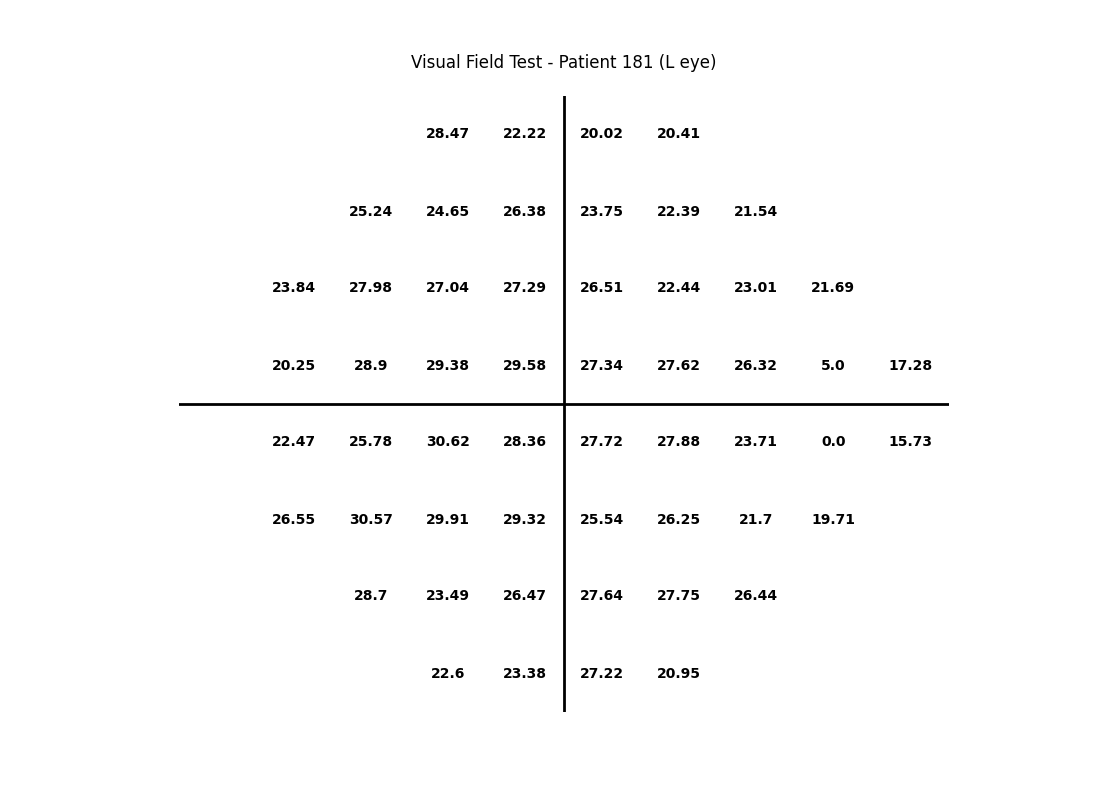 Visual Field Test - Patient 181 (L eye)
28.47 22.22 20.02 20.41
25.24 24.65 26.38 23.75 22.39 21.54
23.84 27.98 27.04 27.29 26.51 22.44 23.01 21.69
20.25 28.9 29.38 29.58 27.34 27.62 26.32 5.0 17.28
22.47 25.78 30.62 28.36 27.72 27.88 23.71 0.0 15.73
26.55 30.57 29.91 29.32 25.54 26.25 21.7 19.71
28.7 23.49 26.47 27.64 27.75 26.44
22.6 23.38 27.22 20.95